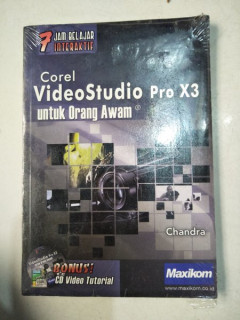 7 JAM BELAJAR
INTERAKTIF
Corel
VideoStudio Pro X3
untuk Orang Awam
Chandra
BONUS!
CD Video Tutorial
Maxikom
www.maxikom.co.id